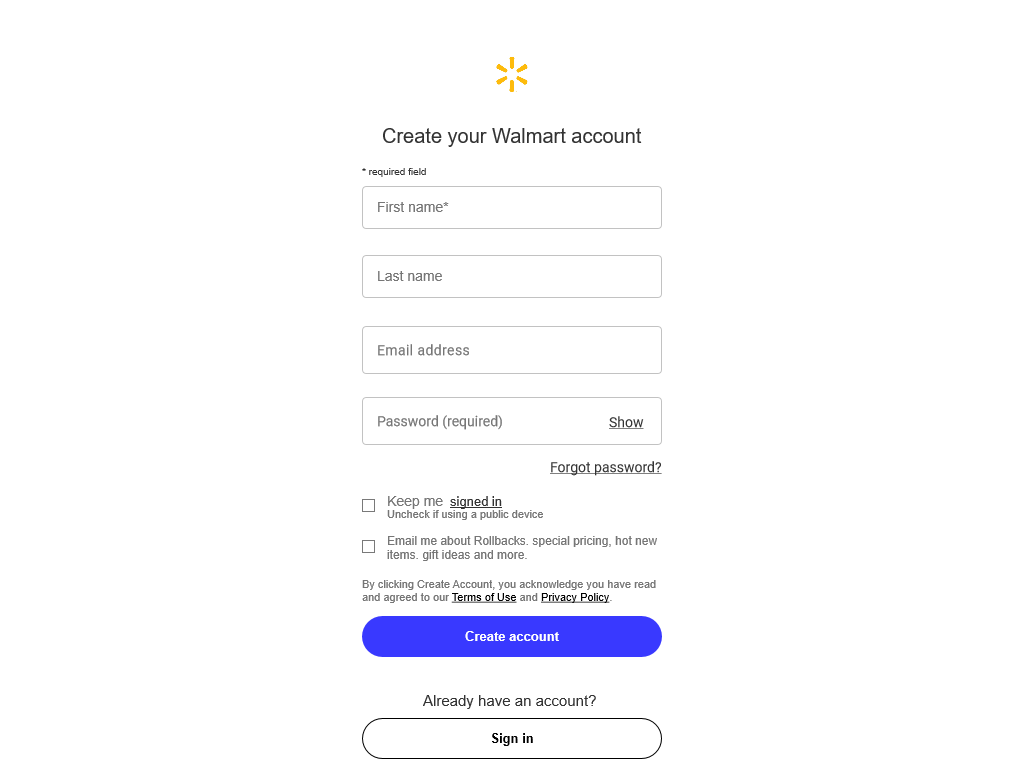 Create your Walmart account
* required field
First name*
Last name
Email address
Password (required) Show
Forgot password?
Keep me signed in
Uncheck if using a public device
Email me about Rollbacks. special pricing, hot new
items. gift ideas and more.
By clicking Create Account, you acknowledge you have read
and agreed to our Terms of Use and Privacy Policy.
Create account
Already have an account?
Sign in